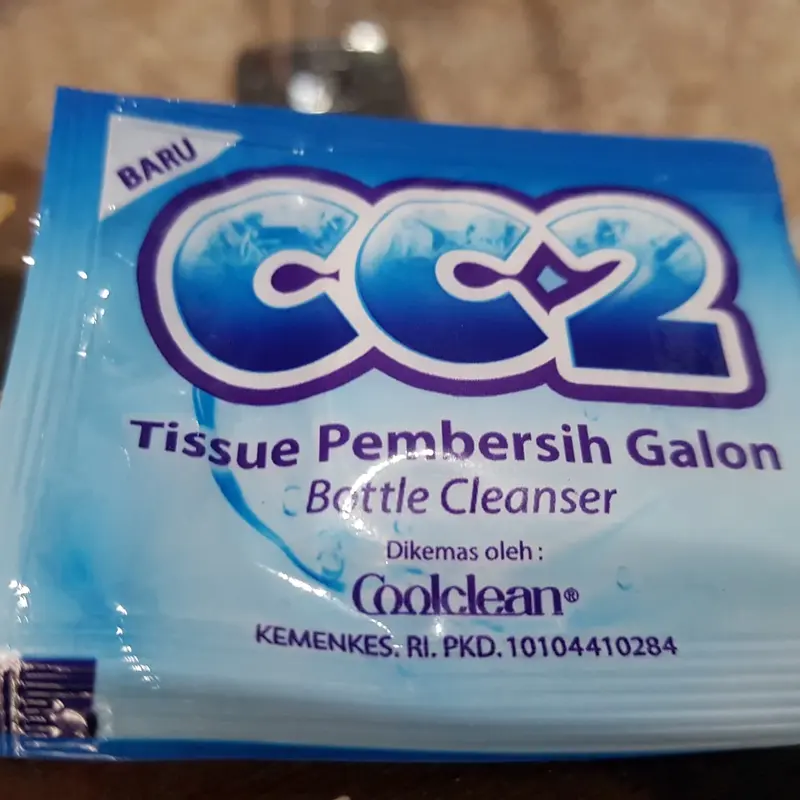 BARU
CC2
Tissue Pembersih Galon
Bottle Cleanser
Dikemas oleh :
Coolclean®
KEMENKES. RI. PKD. 10104410284